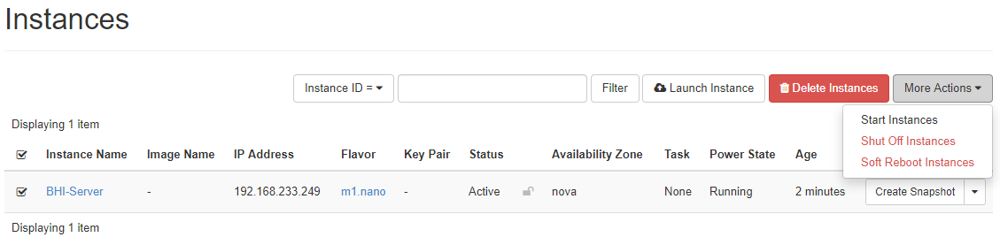 Instances
Instance ID = Filter Launch Instance Delete Instances More Actions
Start Instances
Shut Off Instances
Soft Reboot Instances
Displaying 1 item
Instance Name Image Name IP Address Flavor Key Pair Status Availability Zone Task Power State Age
BHI-Server - 192.168.233.249 m1.nano - Active nova None Running 2 minutes Create Snapshot
Displaying 1 item